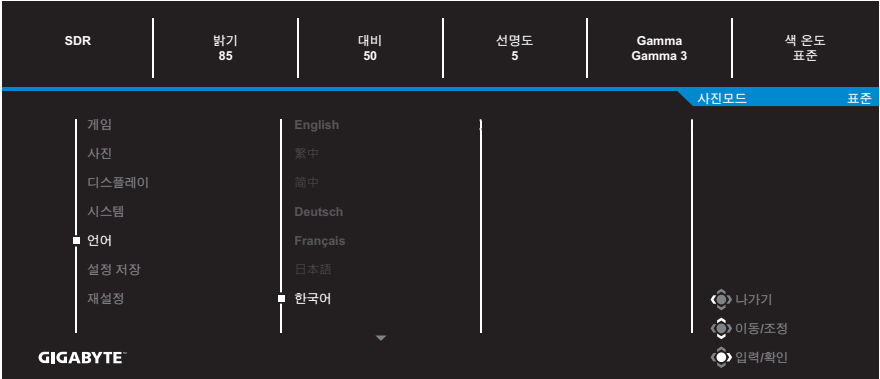 SDR
밝기
85
대비
50
선명도
5
Gamma
Gamma 3
색 온도
표준
사진모드 표준
게임
사진
디스플레이
시스템
언어
설정 저장
재설정
English
繁中
简中
Deutsch
Français
日本語
한국어
나가기
이동/조정
입력/확인
GIGABYTE™